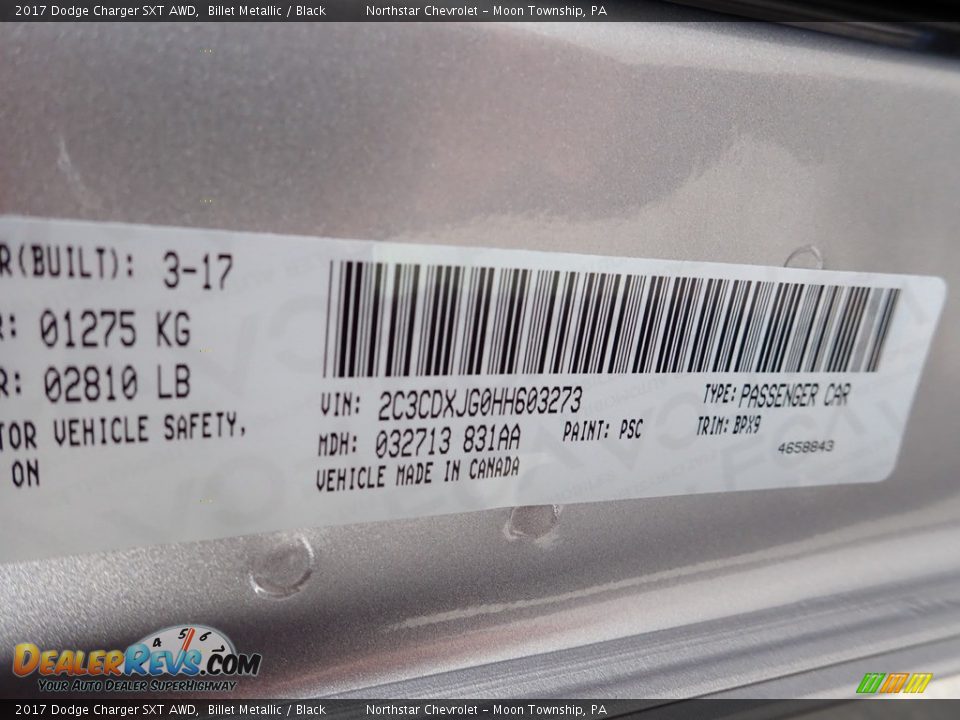 2017 Dodge Charger SXT AWD, Billet Metallic / Black Northstar Chevrolet - Moon Township, PA
R(BUILT): 3-17
R: 01275 KG
R: 02810 LB
TOR VEHICLE SAFETY,
ON
VIN: 2C3CDXJG0HH603273 TYPE: PASSENGER CAR
MDH: 032713 831AA PAINT: PSC TRIM: BPX9
VEHICLE MADE IN CANADA 4658843
4 5 6
DEALERREVS.COM
YOUR AUTO DEALER SUPERHIGHWAY
2017 Dodge Charger SXT AWD, Billet Metallic / Black Northstar Chevrolet - Moon Township, PA